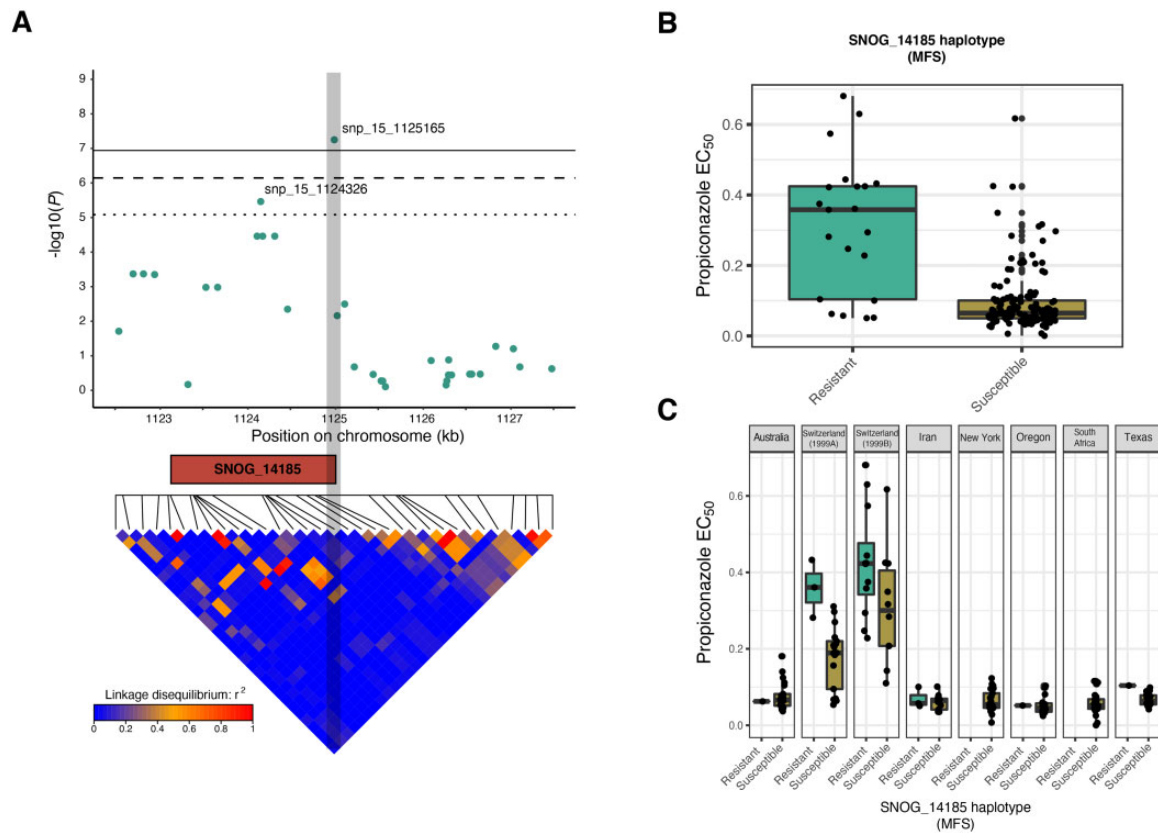 A
9
8
7
6
5
4
3
2
1
0
-log10(P)
snp_15_1125165
snp_15_1124326
1123
1124
1125
1126
1127
Position on chromosome (kb)
SNOG_14185
Linkage disequilibrium: r²
0
0.2
0.4
0.6
0.8
1
B
SNOG_14185 haplotype
(MFS)
0.6
0.4
0.2
0.0
Propiconazole EC50
Resistant
Susceptible
C
Australia
Switzerland
(1999A)
Switzerland
(1999B)
Iran
New York
Oregon
South
Africa
Texas
0.6
0.4
0.2
0.0
Propiconazole EC50
Resistant
Susceptible
Resistant
Susceptible
Resistant
Susceptible
Resistant
Susceptible
Resistant
Susceptible
Resistant
Susceptible
Resistant
Susceptible
Resistant
Susceptible
SNOG_14185 haplotype
(MFS)